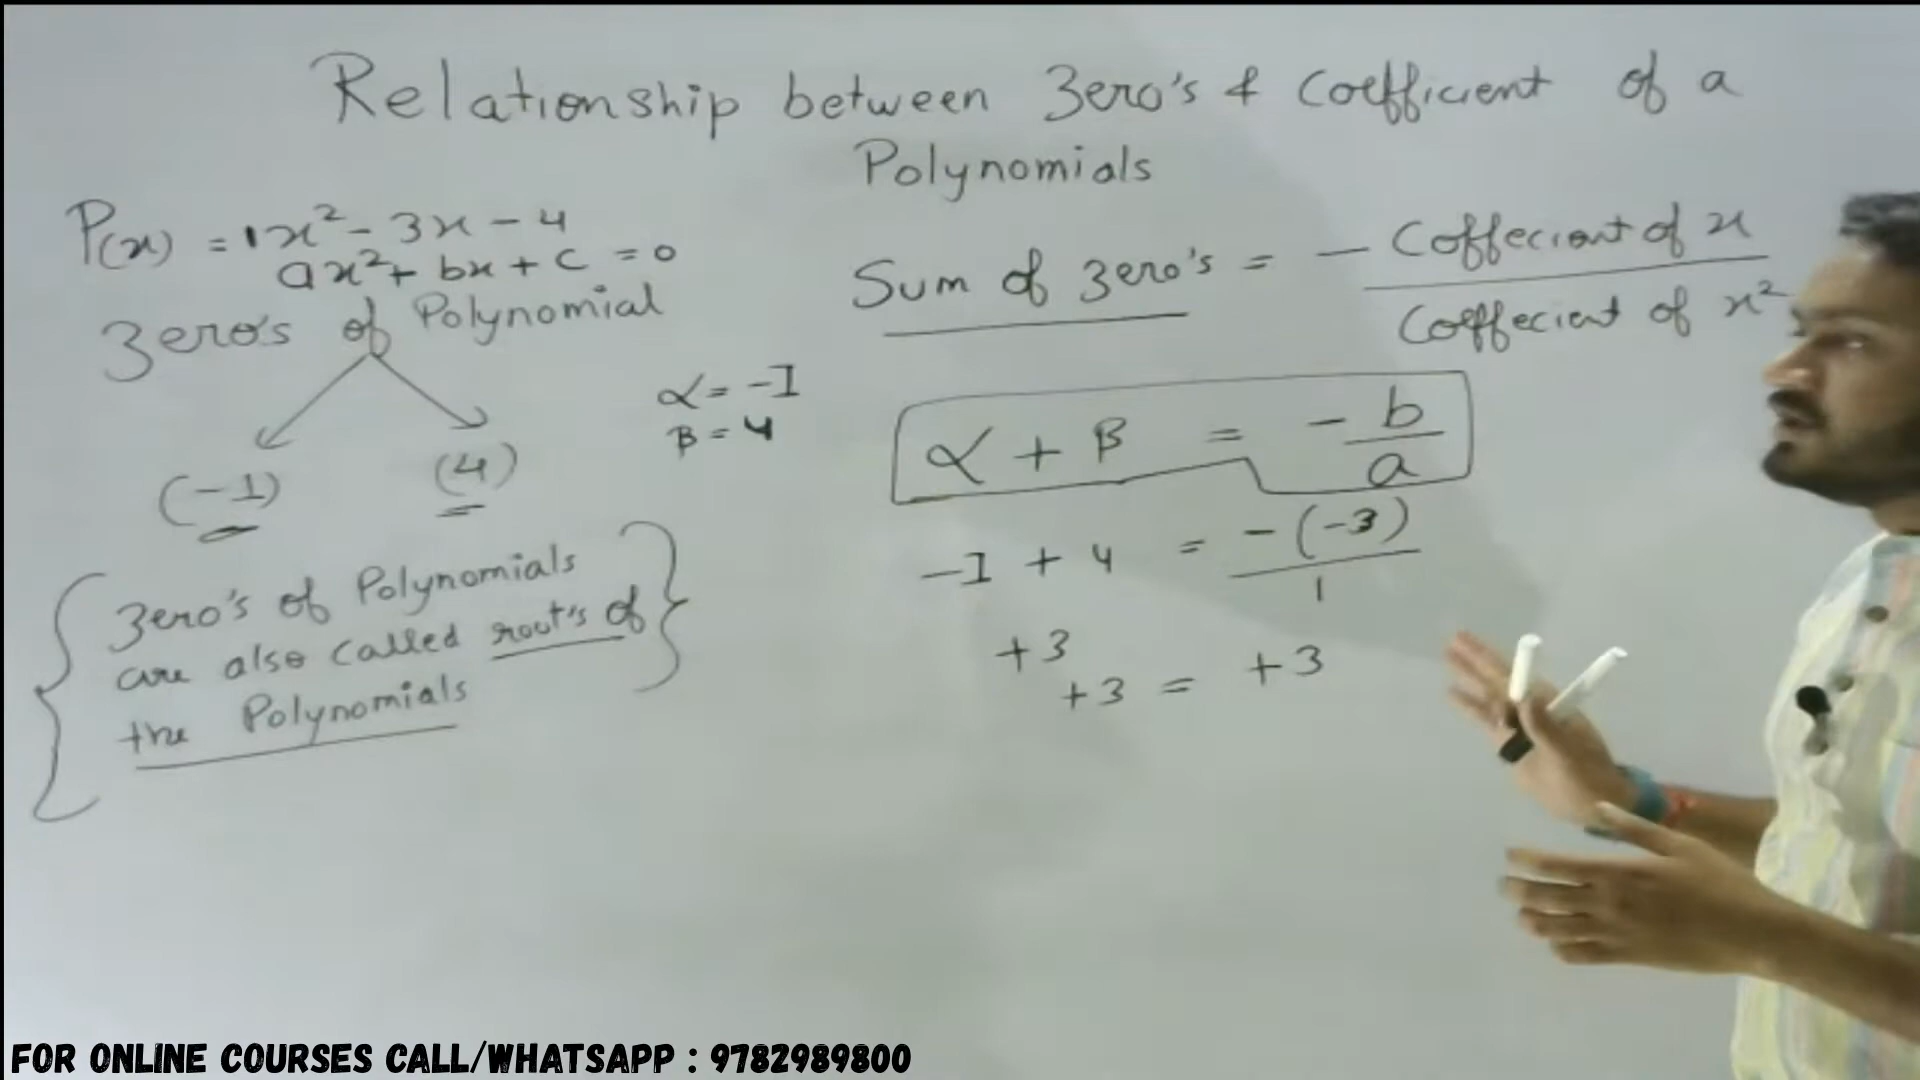 Relationship between Zero's & Coefficient of a
Polynomials
P(x) = 1x² - 3x - 4
ax² + bx + c = 0
Zero's of Polynomial
(-1) (4)
α = -1
β = 4
{ Zero's of Polynomials
are also called root's of
the Polynomials }
Sum of Zero's = - Coffecient of x / Coeffecient of x²
α + β = - b / a
-1 + 4 = -(-3) / 1
+3
+3 = +3
FOR ONLINE COURSES CALL/WHATSAPP : 9782989800